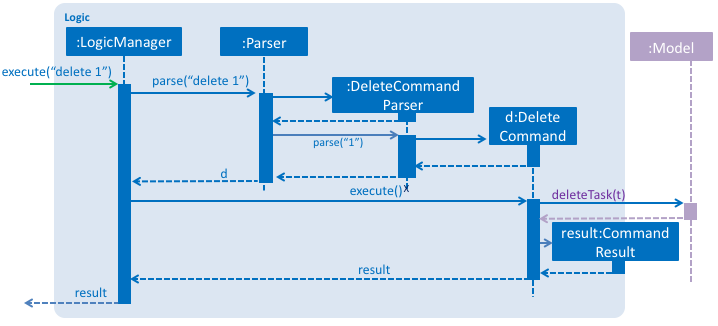 Logic
:LogicManager
:Parser
:Model
execute(“delete 1”)
parse(“delete 1”)
:DeleteCommand
Parser
d:Delete
Command
parse(“1”)
d
execute()
X
deleteTask(t)
result:Command
Result
result
result